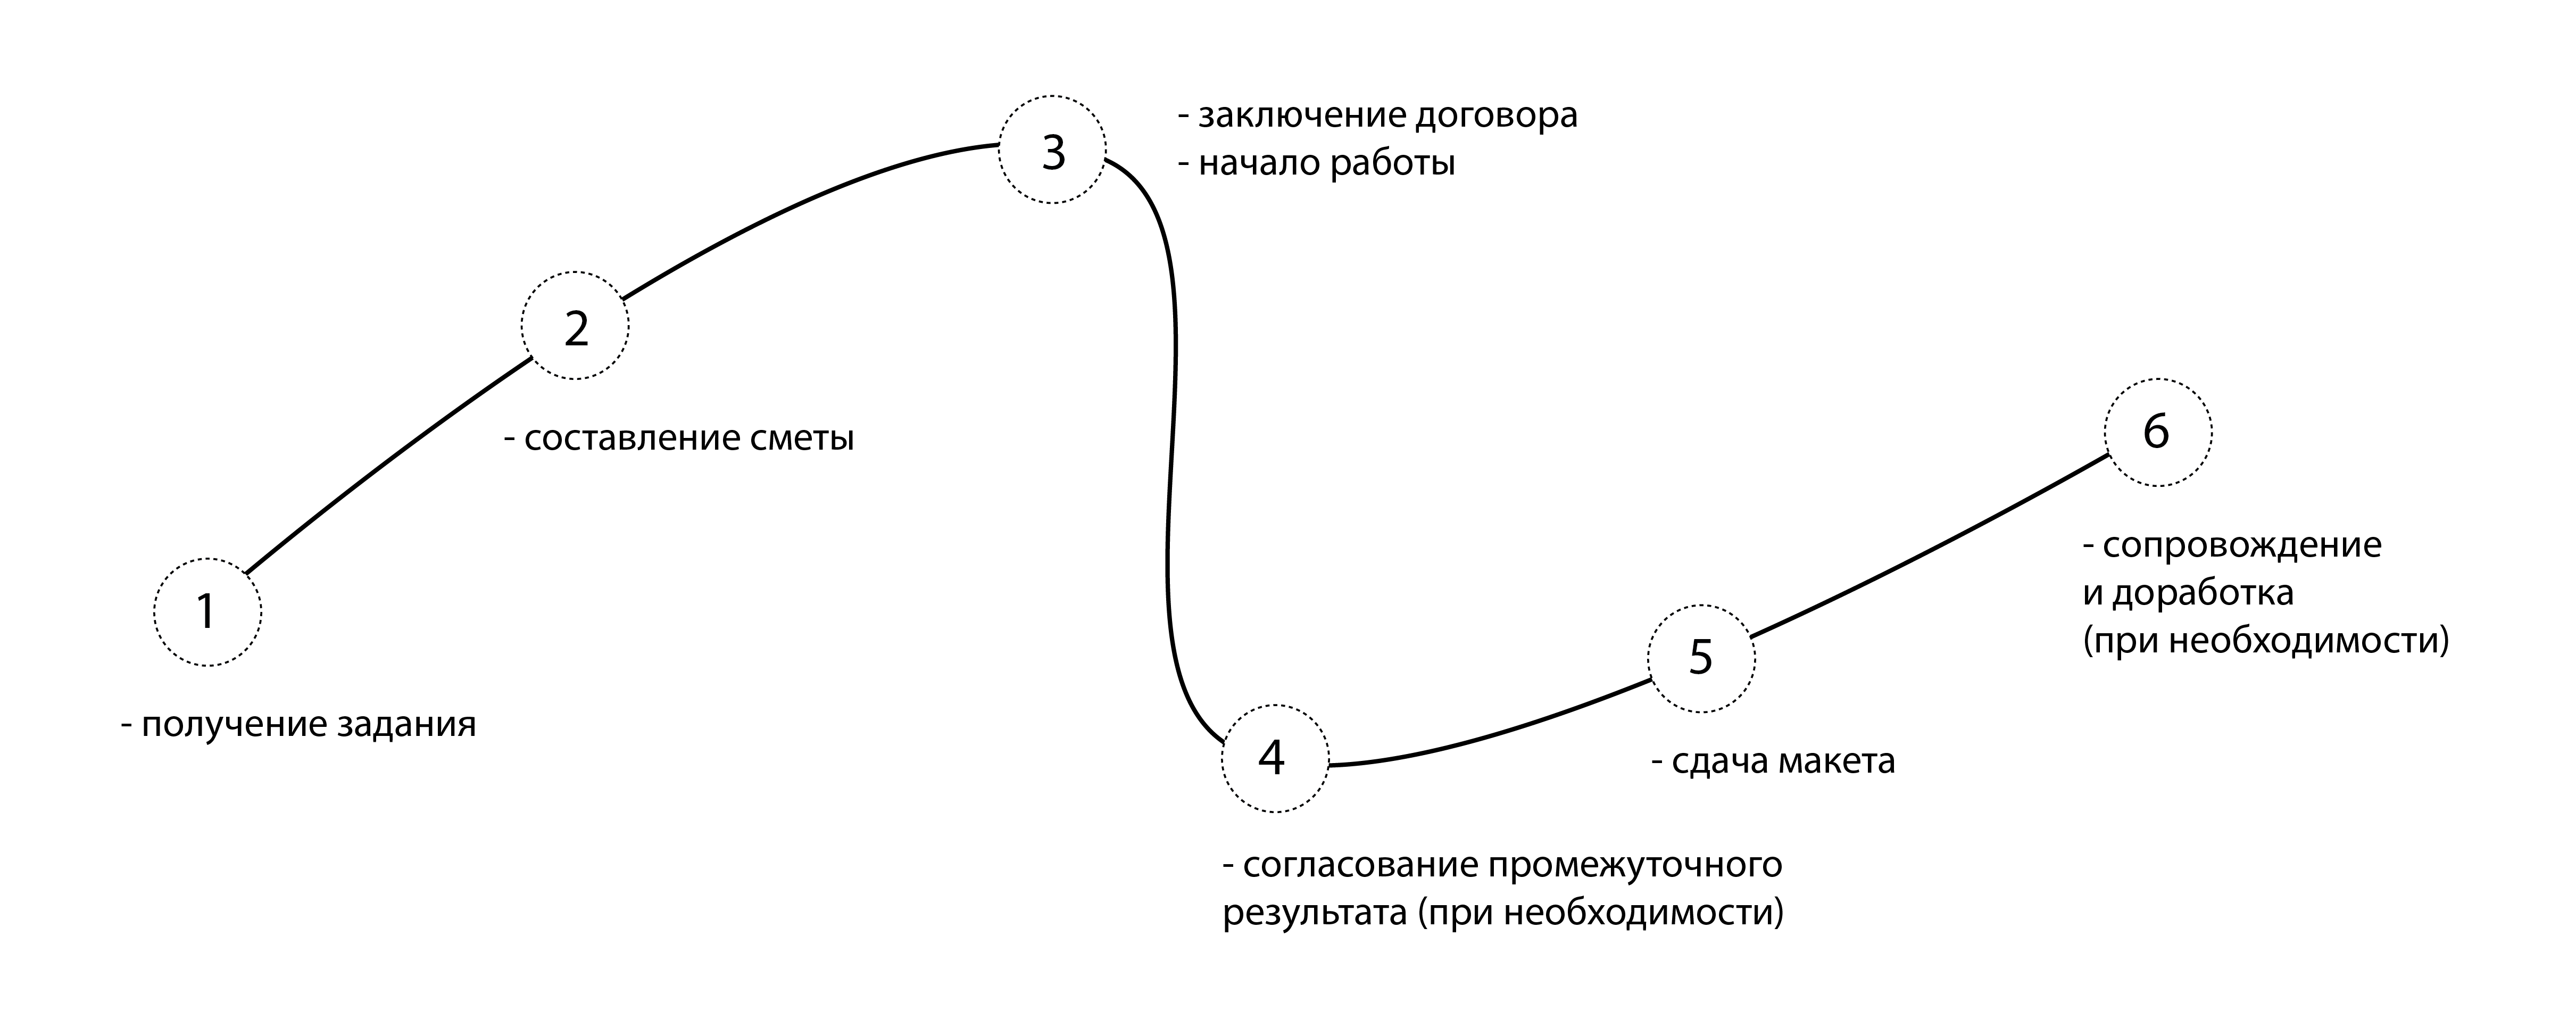 1
- получение задания
2
- составление сметы
3
- заключение договора
- начало работы
4
- согласование промежуточного
результата (при необходимости)
5
- сдача макета
6
- сопровождение
и доработка
(при необходимости)